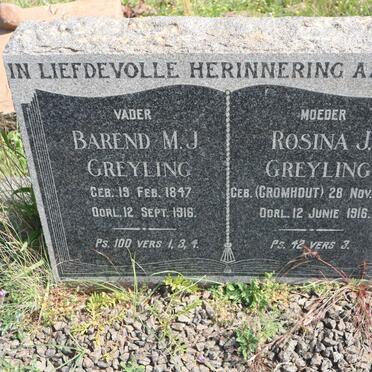 IN LIEFDEVOLLE HERINNERING A
VADER
BAREND M.J.
GREYLING
GEB. 19 FEB. 1847
OORL. 12 SEPT. 1916.
PS. 100 VERS 1, 3, 4.
MOEDER
ROSINA J.
GREYLING
GEB. (CROMHOUT) 28 NOV.
OORL. 12 JUNIE 1916.
PS. 42 VERS 3.